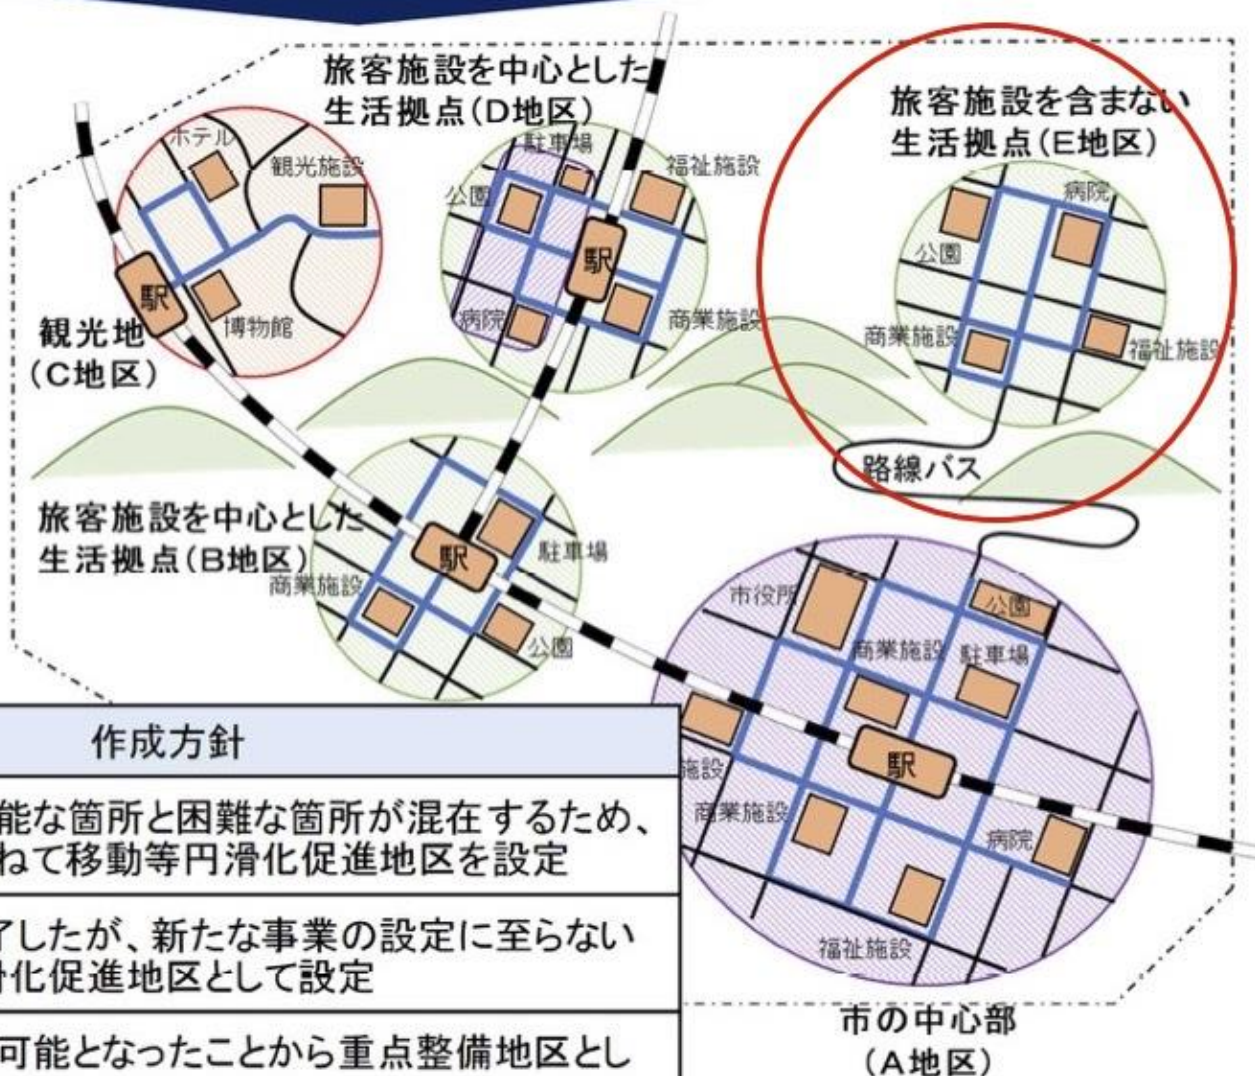 旅客施設を中心とした
生活拠点(D地区)
旅客施設を含まない
生活拠点(E地区)
ホテル
観光施設
駅
博物館
観光地
(C地区)
駐車場
公園
福祉施設
駅
病院
商業施設
病院
公園
商業施設
福祉施設
路線バス
旅客施設を中心とした
生活拠点(B地区)
駅
駐車場
商業施設
公園
市役所
公園
商業施設
駐車場
施設
駅
商業施設
病院
福祉施設
市の中心部
(A地区)
作成方針
能な箇所と困難な箇所が混在するため、
ねて移動等円滑化促進地区を設定
了したが、新たな事業の設定に至らない
滑化促進地区として設定
可能となったことから重点整備地区とし